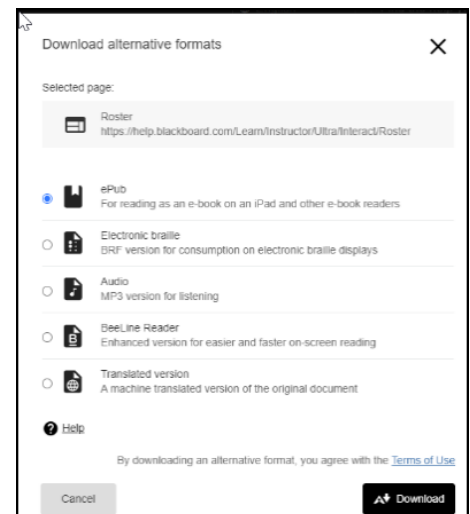 Download alternative formats
Selected page:
Roster
https://help.blackboard.com/Learn/Instructor/Ultra/Interact/Roster
ePub
For reading as an e-book on an iPad and other e-book readers
Electronic braille
BRF version for consumption on electronic braille displays
Audio
MP3 version for listening
BeeLine Reader
Enhanced version for easier and faster on-screen reading
Translated version
A machine translated version of the original document
Help
By downloading an alternative format, you agree with the Terms of Use
Cancel
Download